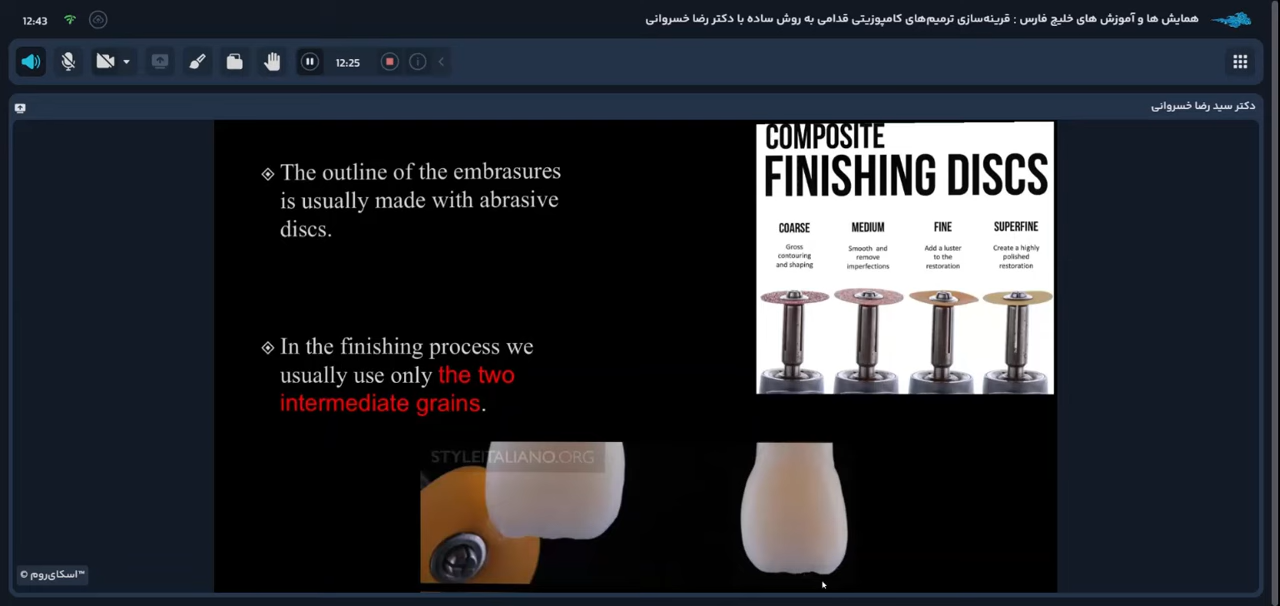 12:43
همایش ها و آموزش های خلیج فارس : قرینه‌سازی ترمیم‌های کامپوزیتی قدامی به روش ساده با دکتر رضا خسروانی
12:25
دکتر سید رضا خسروانی
The outline of the embrasures
is usually made with abrasive
discs.
In the finishing process we
usually use only the two
intermediate grains.
COMPOSITE
FINISHING DISCS
COARSE
Gross
contouring
and shaping
MEDIUM
Smooth and
remove
imperfections
FINE
Add a luster
to the
restoration
SUPERFINE
Create a highly
polished
restoration
STYLEITALIANO.ORG
اسکای‌روم™ ©